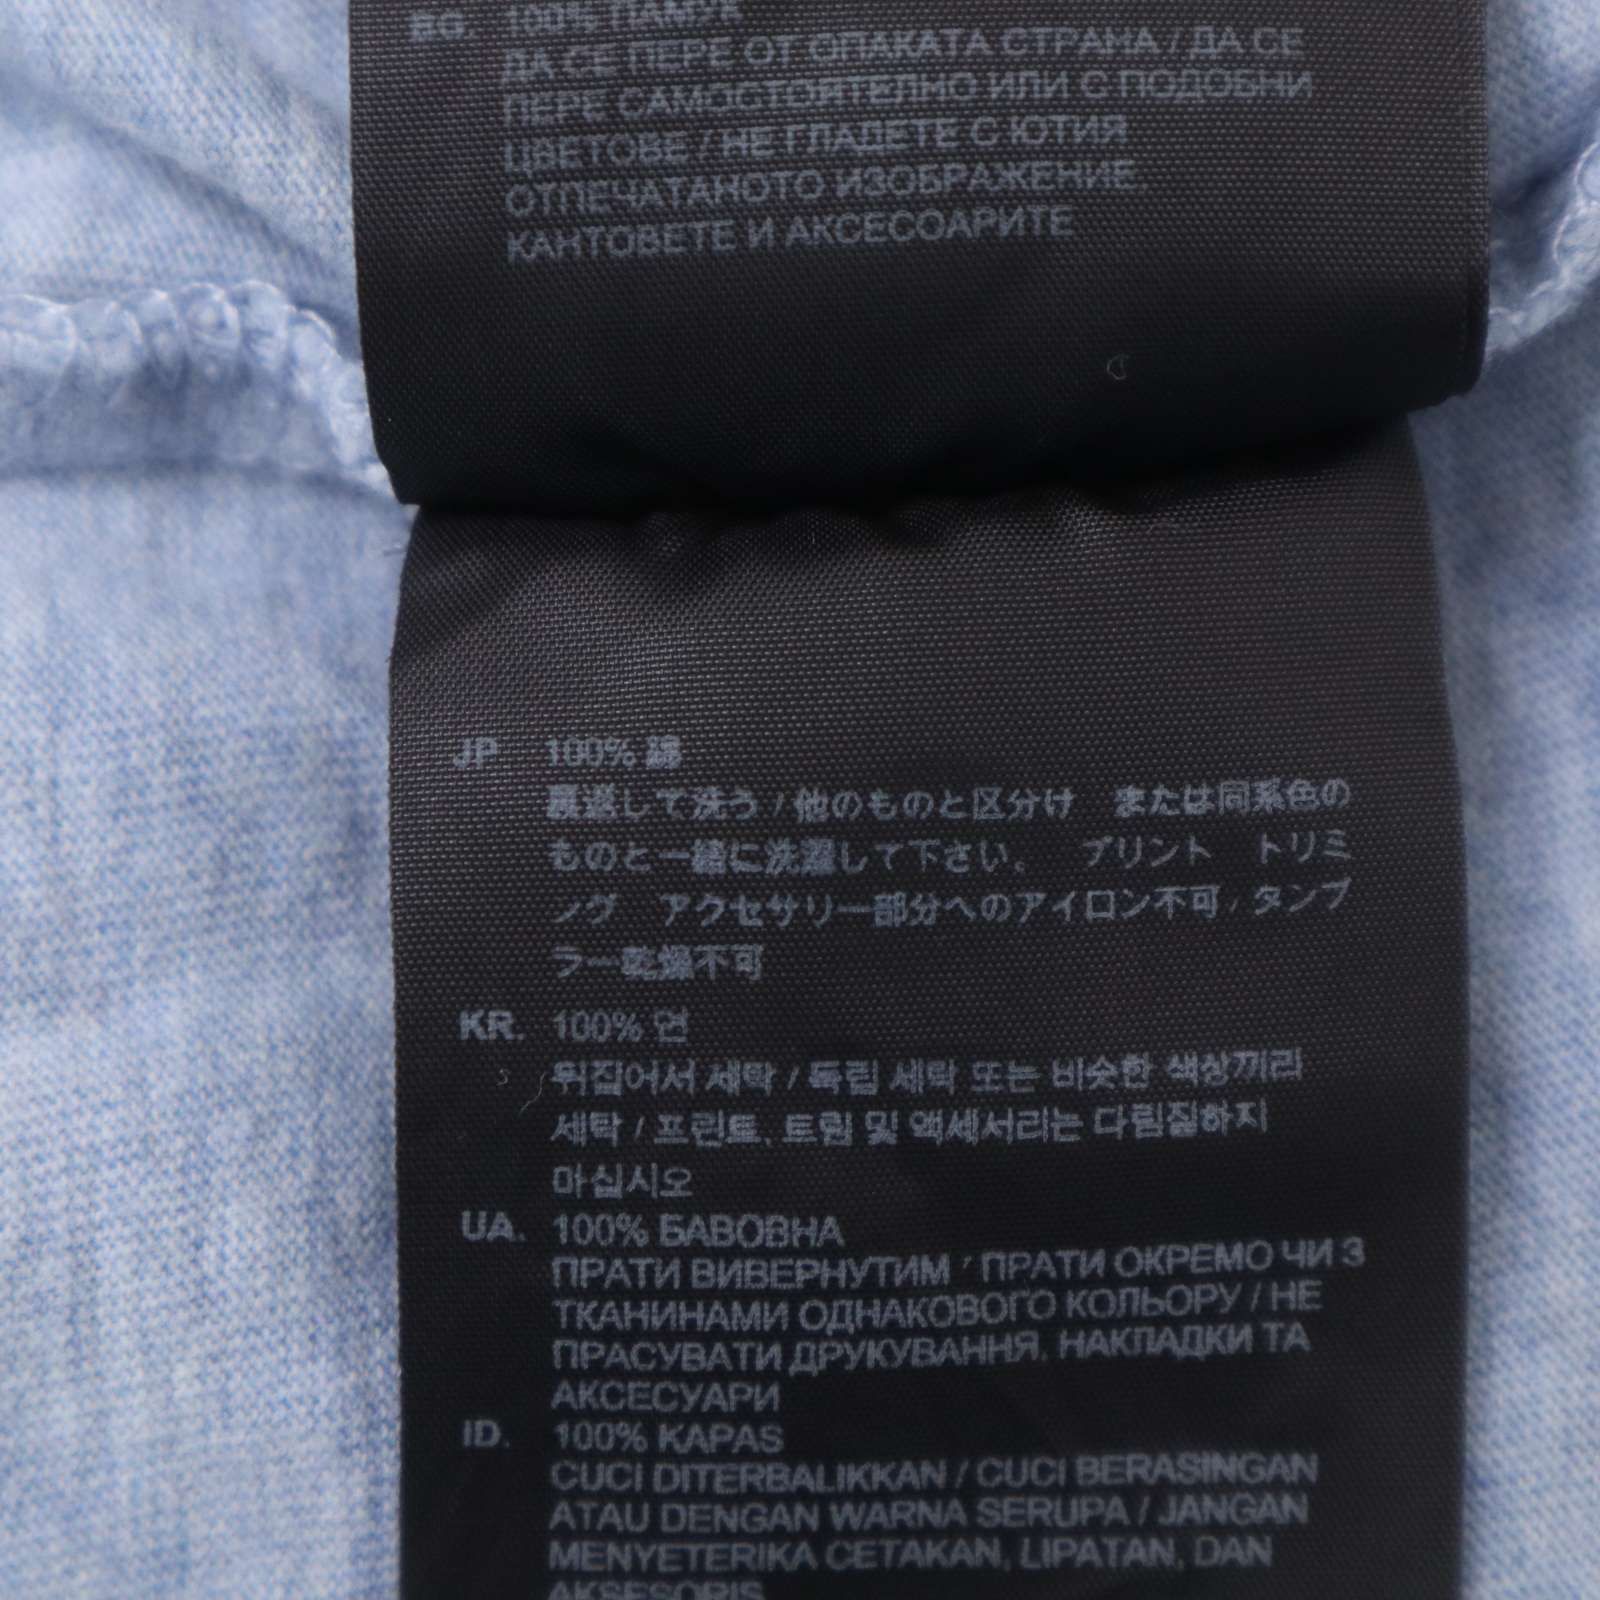 BG. 100% ПАМУК
ДА СЕ ПЕРЕ ОТ ОПАКАТА СТРАНА / ДА СЕ
ПЕРЕ САМОСТОЯТЕЛНО ИЛИ С ПОДОБНИ
ЦВЕТОВЕ / НЕ ГЛАДЕТЕ С ЮТИЯ
ОТПЕЧАТАНОТО ИЗОБРАЖЕНИЕ,
КАНТОВЕТЕ И АКСЕСОАРИТЕ
JP 100% 綿
裏返して洗う / 他のものと区分け または同系色の
ものと一緒に洗濯して下さい。 プリント トリミ
ング アクセサリー部分へのアイロン不可 / タンブ
ラー乾燥不可
KR. 100% 면
뒤집어서 세탁 / 독립 세탁 또는 비슷한 색상끼리
세탁 / 프린트, 트림 및 액세서리는 다림질하지
마십시오
UA. 100% БАВОВНА
ПРАТИ ВИВЕРНУТИМ / ПРАТИ ОКРЕМО ЧИ З
ТКАНИНАМИ ОДНАКОВОГО КОЛЬОРУ / НЕ
ПРАСУВАТИ ДРУКУВАННЯ, НАКЛАДКИ ТА
АКСЕСУАРИ
ID. 100% KAPAS
CUCI DITERBALIKKAN / CUCI BERASINGAN
ATAU DENGAN WARNA SERUPA / JANGAN
MENYETERIKA CETAKAN, LIPATAN, DAN
AKSESORIS